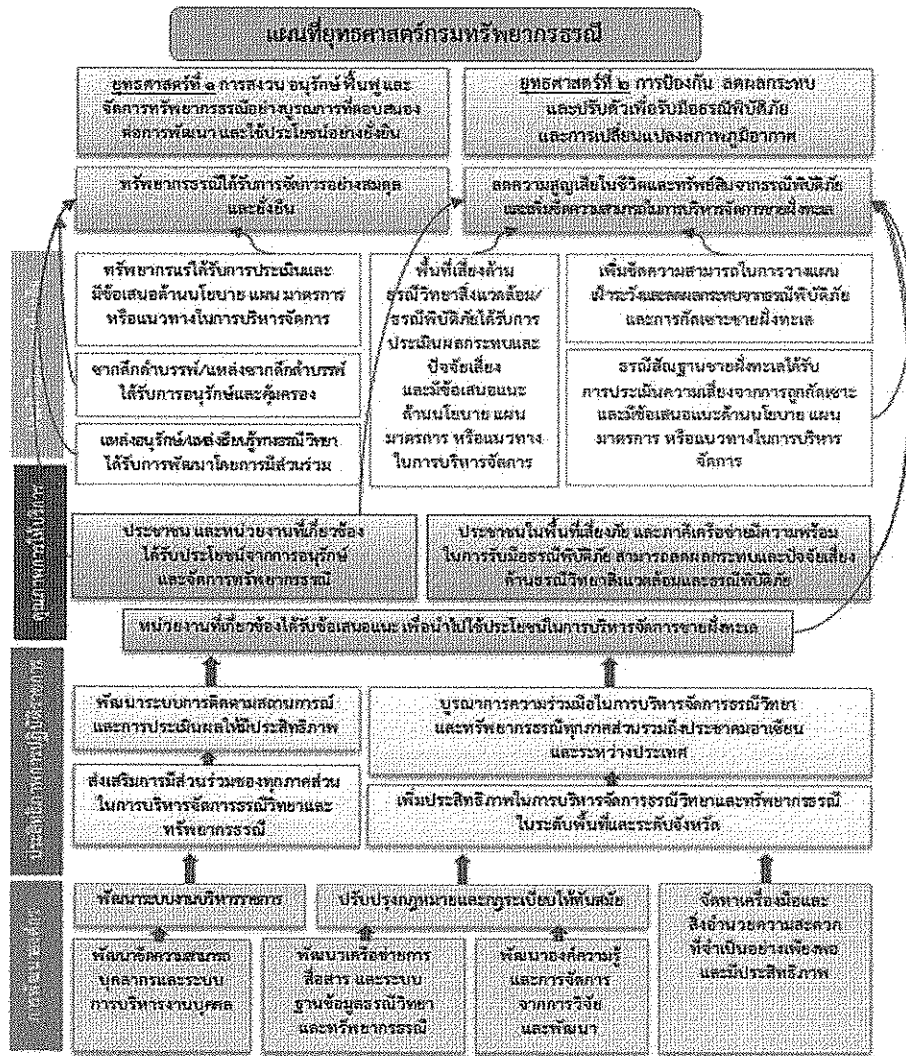 แผนที่ยุทธศาสตร์กรมทรัพยากรธรณี
ยุทธศาสตร์ที่ ๑ การสงวน อนุรักษ์ ฟื้นฟู และ
จัดการทรัพยากรธรณีอย่างบูรณาการที่ตอบสนอง
ต่อการพัฒนา และใช้ประโยชน์อย่างยั่งยืน
ยุทธศาสตร์ที่ ๒ การป้องกัน ลดผลกระทบ
และปรับตัวเพื่อรับมือธรณีพิบัติภัย
และการเปลี่ยนแปลงสภาพภูมิอากาศ
ทรัพยากรธรณีได้รับการจัดการอย่างสมดุล
และยั่งยืน
ลดความสูญเสียในชีวิตและทรัพย์สินจากธรณีพิบัติภัย
และเพิ่มขีดความสามารถในการบริหารจัดการชายฝั่งทะเล
ทรัพยากรแร่ได้รับการประเมินและ
มีข้อเสนอด้านนโยบาย แผน มาตรการ
หรือแนวทางในการบริหารจัดการ
ซากดึกดำบรรพ์/แหล่งซากดึกดำบรรพ์
ได้รับการอนุรักษ์และคุ้มครอง
แหล่งอนุรักษ์/แหล่งเรียนรู้ทางธรณีวิทยา
ได้รับการพัฒนาโดยการมีส่วนร่วม
พื้นที่เสี่ยงด้าน
ธรณีวิทยาสิ่งแวดล้อม/
ธรณีพิบัติภัยได้รับการ
ประเมินผลกระทบและ
ปัจจัยเสี่ยง
และมีข้อเสนอแนะ
ด้านนโยบาย แผน
มาตรการ หรือแนวทาง
ในการบริหารจัดการ
เพิ่มขีดความสามารถในการวางแผน
เฝ้าระวังและลดผลกระทบจากธรณีพิบัติภัย
และการกัดเซาะชายฝั่งทะเล
ธรณีสัณฐานชายฝั่งทะเลได้รับ
การประเมินความเสี่ยงจากการถูกกัดเซาะ
และมีข้อเสนอแนะด้านนโยบาย แผน
มาตรการ หรือแนวทางในการบริหาร
จัดการ
ประชาชน และหน่วยงานที่เกี่ยวข้อง
ได้รับประโยชน์จากการอนุรักษ์
และจัดการทรัพยากรธรณี
ประชาชนในพื้นที่เสี่ยงภัย และภาคีเครือข่ายมีความพร้อม
ในการรับมือธรณีพิบัติภัย สามารถลดผลกระทบและปัจจัยเสี่ยง
ด้านธรณีวิทยาสิ่งแวดล้อมและธรณีพิบัติภัย
หน่วยงานที่เกี่ยวข้องได้รับข้อเสนอแนะ เพื่อนำไปใช้ประโยชน์ในการบริหารจัดการชายฝั่งทะเล
พัฒนาระบบการติดตามสถานการณ์
และการประเมินผลให้มีประสิทธิภาพ
บูรณาการความร่วมมือในการบริหารจัดการธรณีวิทยา
และทรัพยากรธรณีทุกภาคส่วนรวมถึงประชาคมอาเซียน
และระหว่างประเทศ
ส่งเสริมการมีส่วนร่วมของทุกภาคส่วน
ในการบริหารจัดการธรณีวิทยาและ
ทรัพยากรธรณี
เพิ่มประสิทธิภาพในการบริหารจัดการธรณีวิทยาและทรัพยากรธรณี
ในระดับพื้นที่และระดับจังหวัด
พัฒนาระบบงานบริหารราชการ
ปรับปรุงกฎหมายและกฎระเบียบให้ทันสมัย
จัดหาเครื่องมือและ
สิ่งอำนวยความสะดวก
ที่จำเป็นอย่างเพียงพอ
และมีประสิทธิภาพ
พัฒนาขีดความสามารถ
บุคลากรและระบบ
การบริหารงานบุคคล
พัฒนาเครือข่ายการ
สื่อสาร และระบบ
ฐานข้อมูลธรณีวิทยา
และทรัพยากรธรณี
พัฒนาองค์ความรู้
และการจัดการ
จากการวิจัย
และพัฒนา